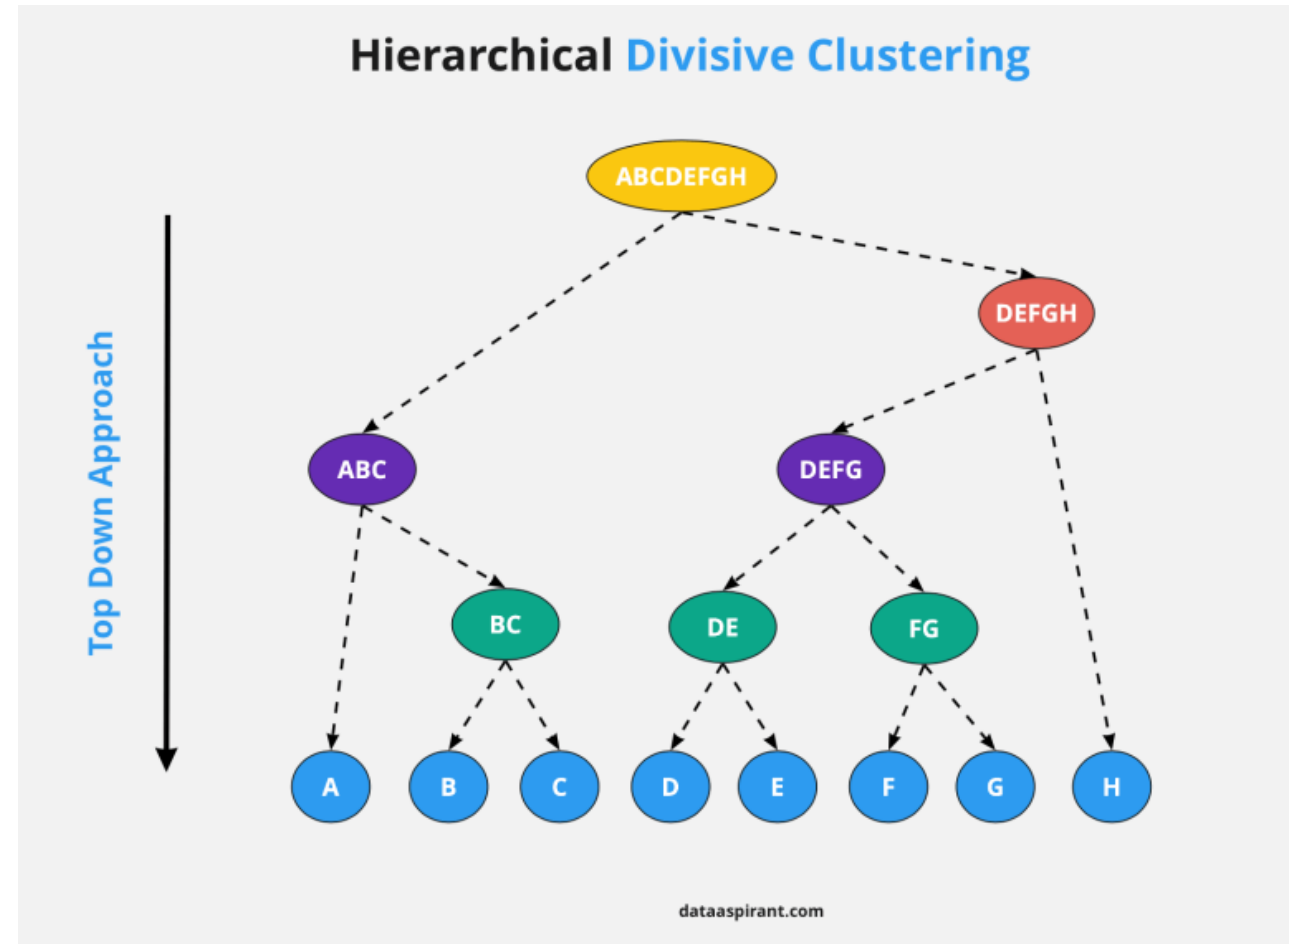 Hierarchical Divisive Clustering
ABCDEFGH
DEFGH
Top Down Approach
ABC
DEFG
BC
DE
FG
A
B
C
D
E
F
G
H
dataaspirant.com